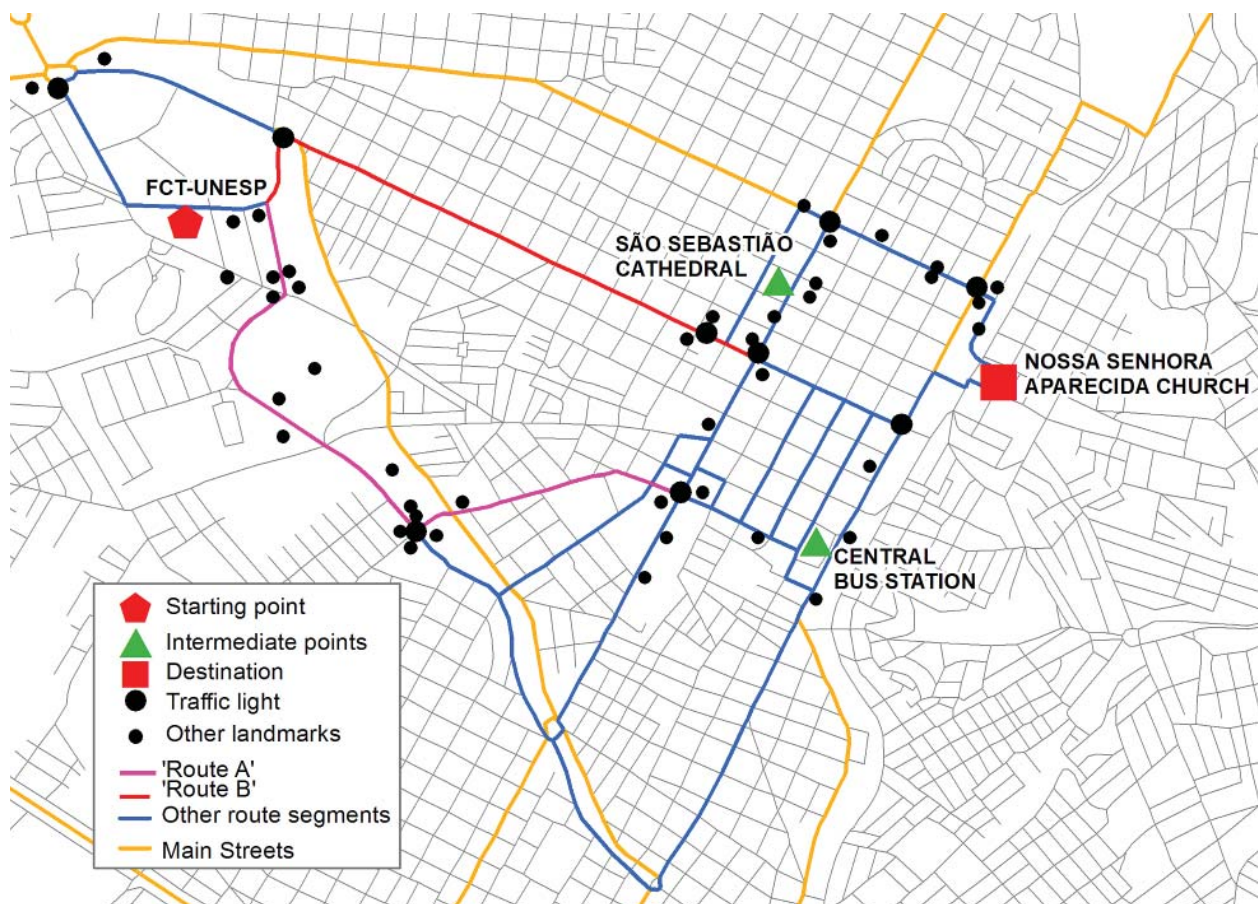 FCT-UNESP
SÃO SEBASTIÃO
CATHEDRAL
NOSSA SENHORA
APARECIDA CHURCH
CENTRAL
BUS STATION
Starting point
Intermediate points
Destination
Traffic light
Other landmarks
'Route A'
'Route B'
Other route segments
Main Streets